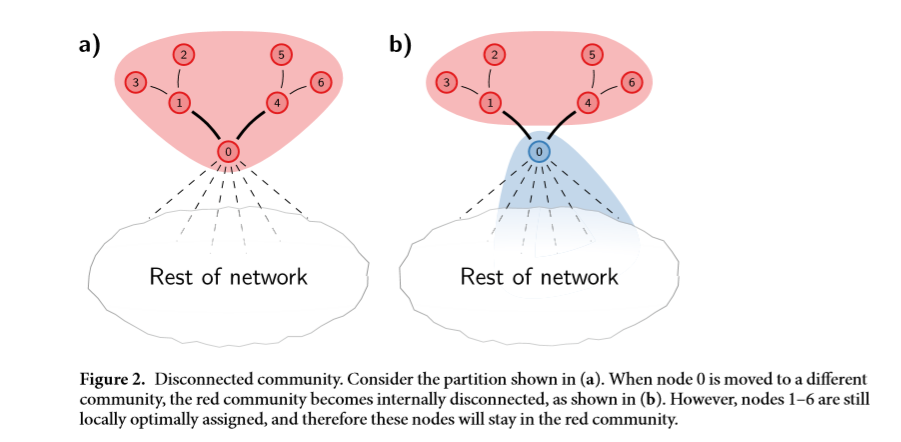 a)
2
5
3
6
1
4
0
Rest of network
b)
2
5
3
6
1
4
0
Rest of network
Figure 2. Disconnected community. Consider the partition shown in (a). When node 0 is moved to a different
community, the red community becomes internally disconnected, as shown in (b). However, nodes 1–6 are still
locally optimally assigned, and therefore these nodes will stay in the red community.